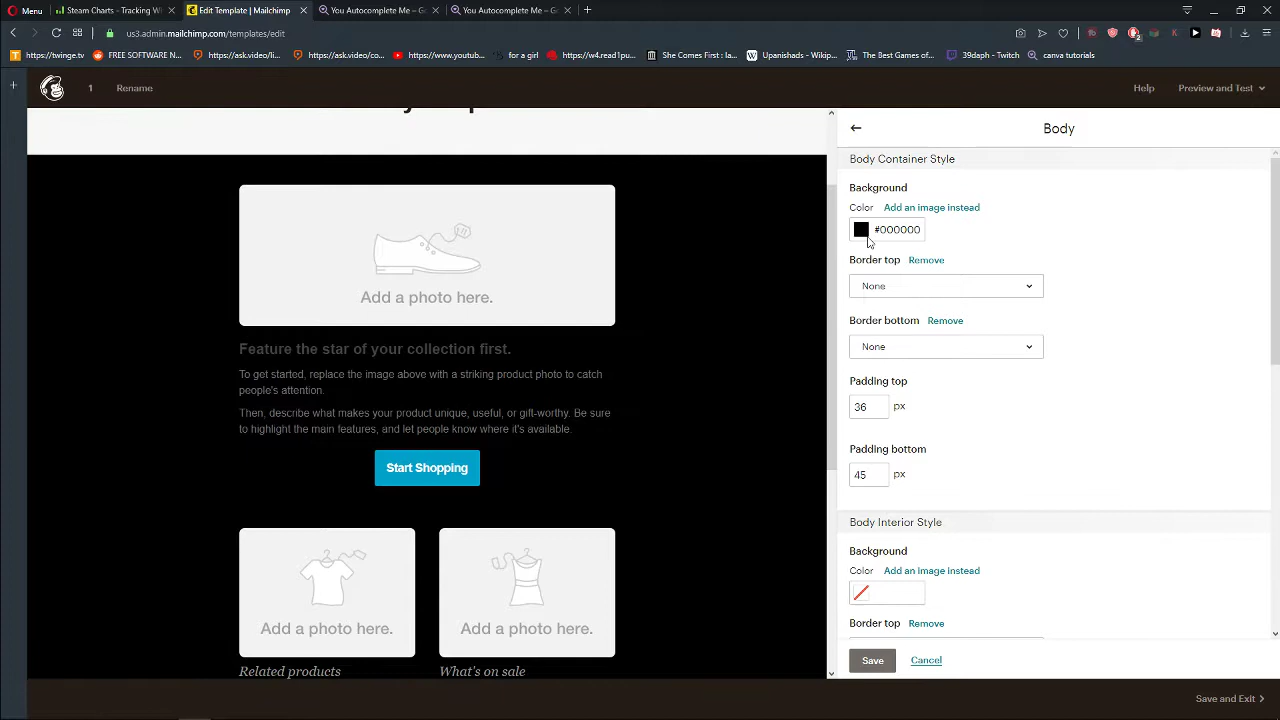 Menu
Steam Charts - Tracking W
Edit Template | Mailchimp
You Autocomplete Me – G
You Autocomplete Me – G
us3.admin.mailchimp.com/templates/edit
https://twinge.tv/
https://www.redditc
https://ask.video/co
https://ask.video/tu
https://www.youtub
for a girl
https://w4.read1pu
She Comes First : la
Upanishads - Wikip
The Best Games of
39daph - Twitch
canva tutorials
1
Rename
Help
Preview and Test
Body
Body Container Style
Background
Color Add an image instead
#000000
Border top Remove
None
Border bottom Remove
None
Padding top
36 px
Padding bottom
45 px
Body Interior Style
Background
Color Add an image instead
Border top Remove
Save
Cancel
Add a photo here.
Feature the star of your collection first.
To get started, replace the image above with a striking product photo to catch
people's attention.
Then, describe what makes your product unique, useful, or gift-worthy. Be sure
to highlight the main features, and let people know where it's available.
Start Shopping
Add a photo here.
Add a photo here.
Related products
What's on sale
Save and Exit